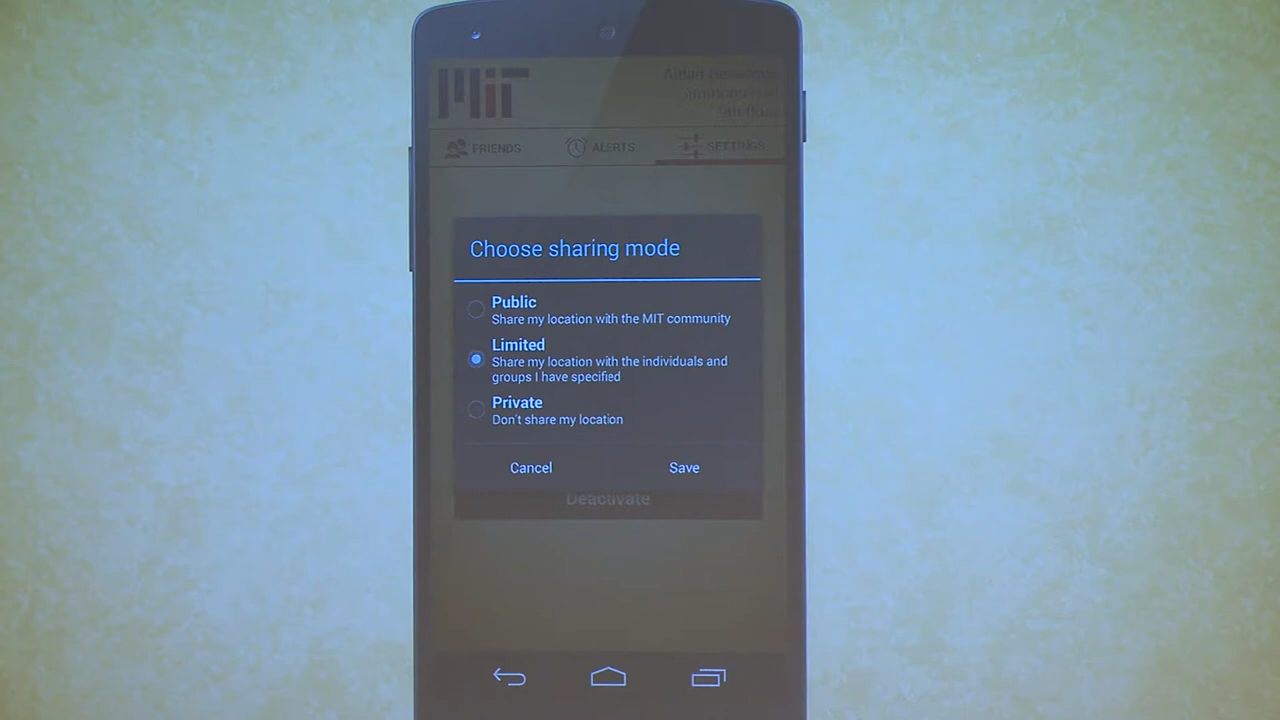 MIT
FRIENDS
ALERTS
SETTINGS
Choose sharing mode
Public
Share my location with the MIT community
Limited
Share my location with the individuals and
groups I have specified
Private
Don't share my location
Cancel
Save
Deactivate